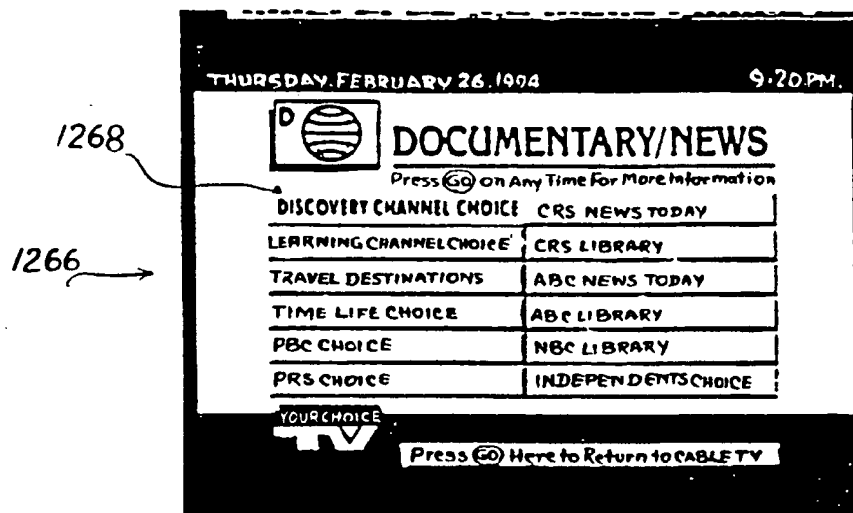 THURSDAY. FEBRUARY 26. 1994 9:20 P.M.
D
DOCUMENTARY/NEWS
1268
Press GO on Any Time For More Information
DISCOVERY CHANNEL CHOICE CRS NEWS TODAY
LEARNING CHANNEL CHOICE CRS LIBRARY
1266
TRAVEL DESTINATIONS ABC NEWS TODAY
TIME LIFE CHOICE ABC LIBRARY
PBC CHOICE NBC LIBRARY
PRS CHOICE INDEPENDENTS CHOICE
YOUR CHOICE
TV
Press GO Here to Return to CABLE TV